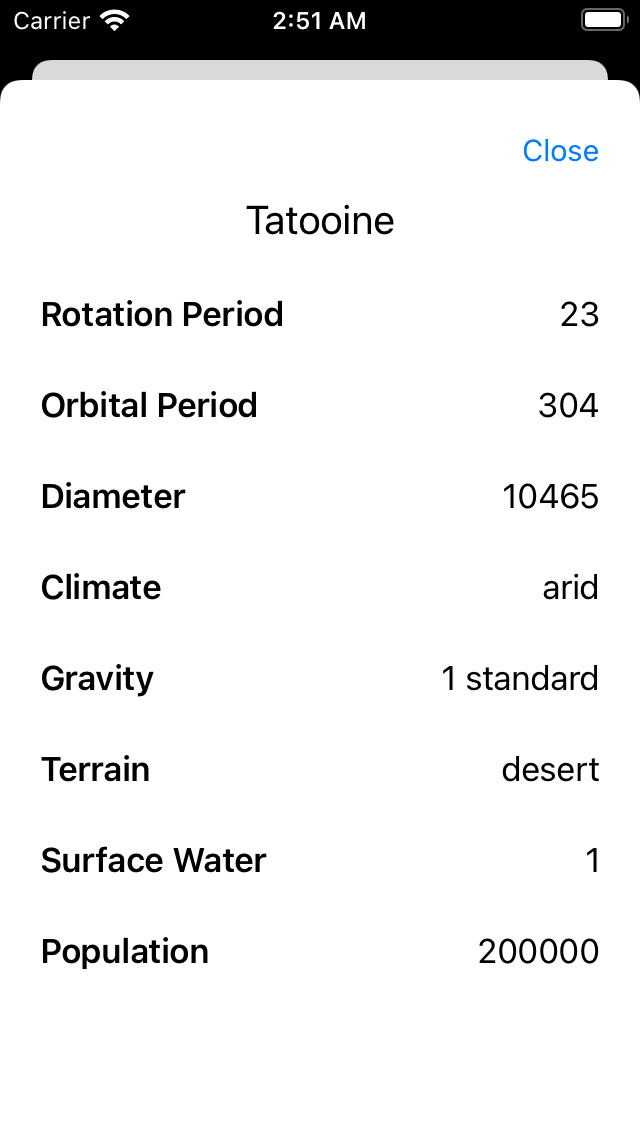 Carrier 2:51 AM
Close
Tatooine
Rotation Period 23
Orbital Period 304
Diameter 10465
Climate arid
Gravity 1 standard
Terrain desert
Surface Water 1
Population 200000